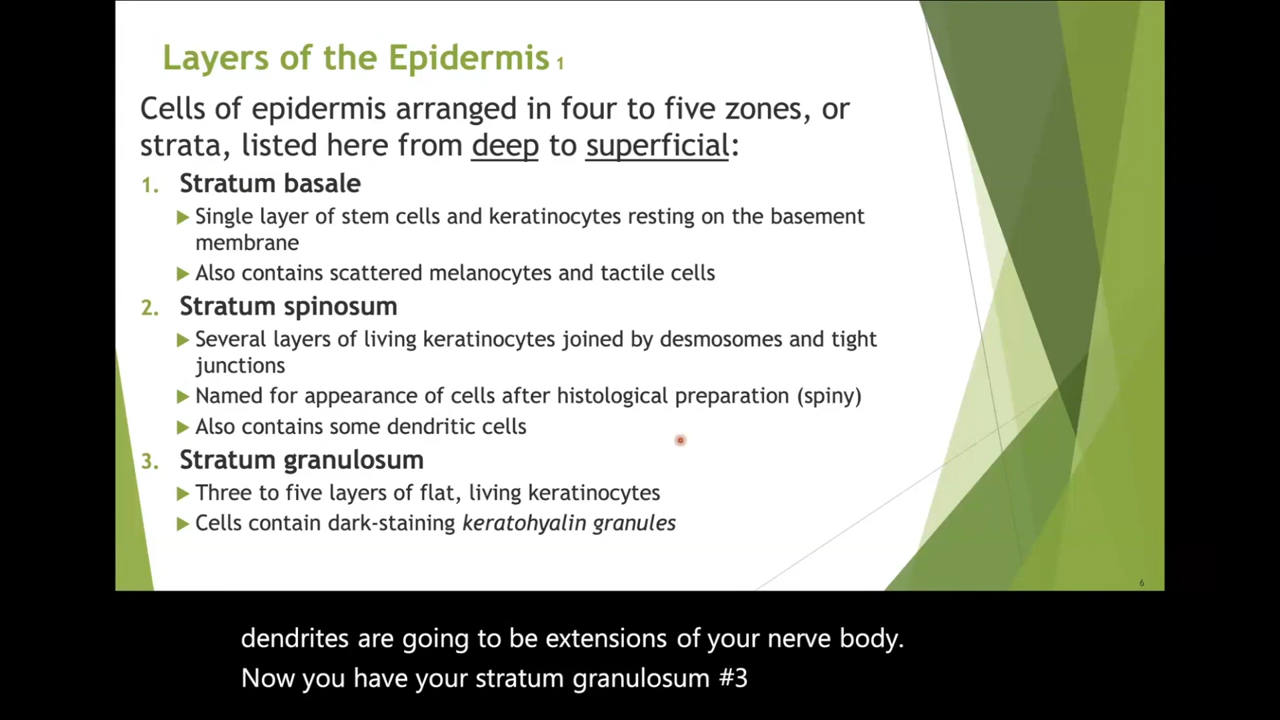 Layers of the Epidermis 1
Cells of epidermis arranged in four to five zones, or
strata, listed here from deep to superficial:
1. Stratum basale
Single layer of stem cells and keratinocytes resting on the basement
membrane
Also contains scattered melanocytes and tactile cells
2. Stratum spinosum
Several layers of living keratinocytes joined by desmosomes and tight
junctions
Named for appearance of cells after histological preparation (spiny)
Also contains some dendritic cells
3. Stratum granulosum
Three to five layers of flat, living keratinocytes
Cells contain dark-staining keratohyalin granules
6
dendrites are going to be extensions of your nerve body.
Now you have your stratum granulosum #3